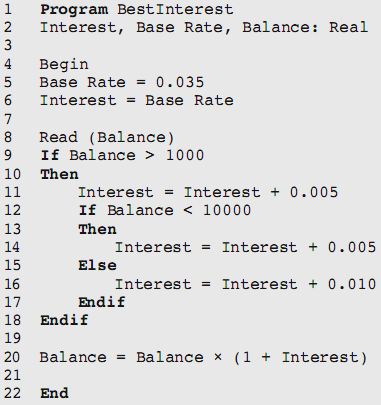 1 Program BestInterest
2 Interest, Base Rate, Balance: Real
3
4 Begin
5 Base Rate = 0.035
6 Interest = Base Rate
7
8 Read (Balance)
9 If Balance > 1000
10 Then
11 Interest = Interest + 0.005
12 If Balance < 10000
13 Then
14 Interest = Interest + 0.005
15 Else
16 Interest = Interest + 0.010
17 Endif
18 Endif
19
20 Balance = Balance × (1 + Interest)
21
22 End